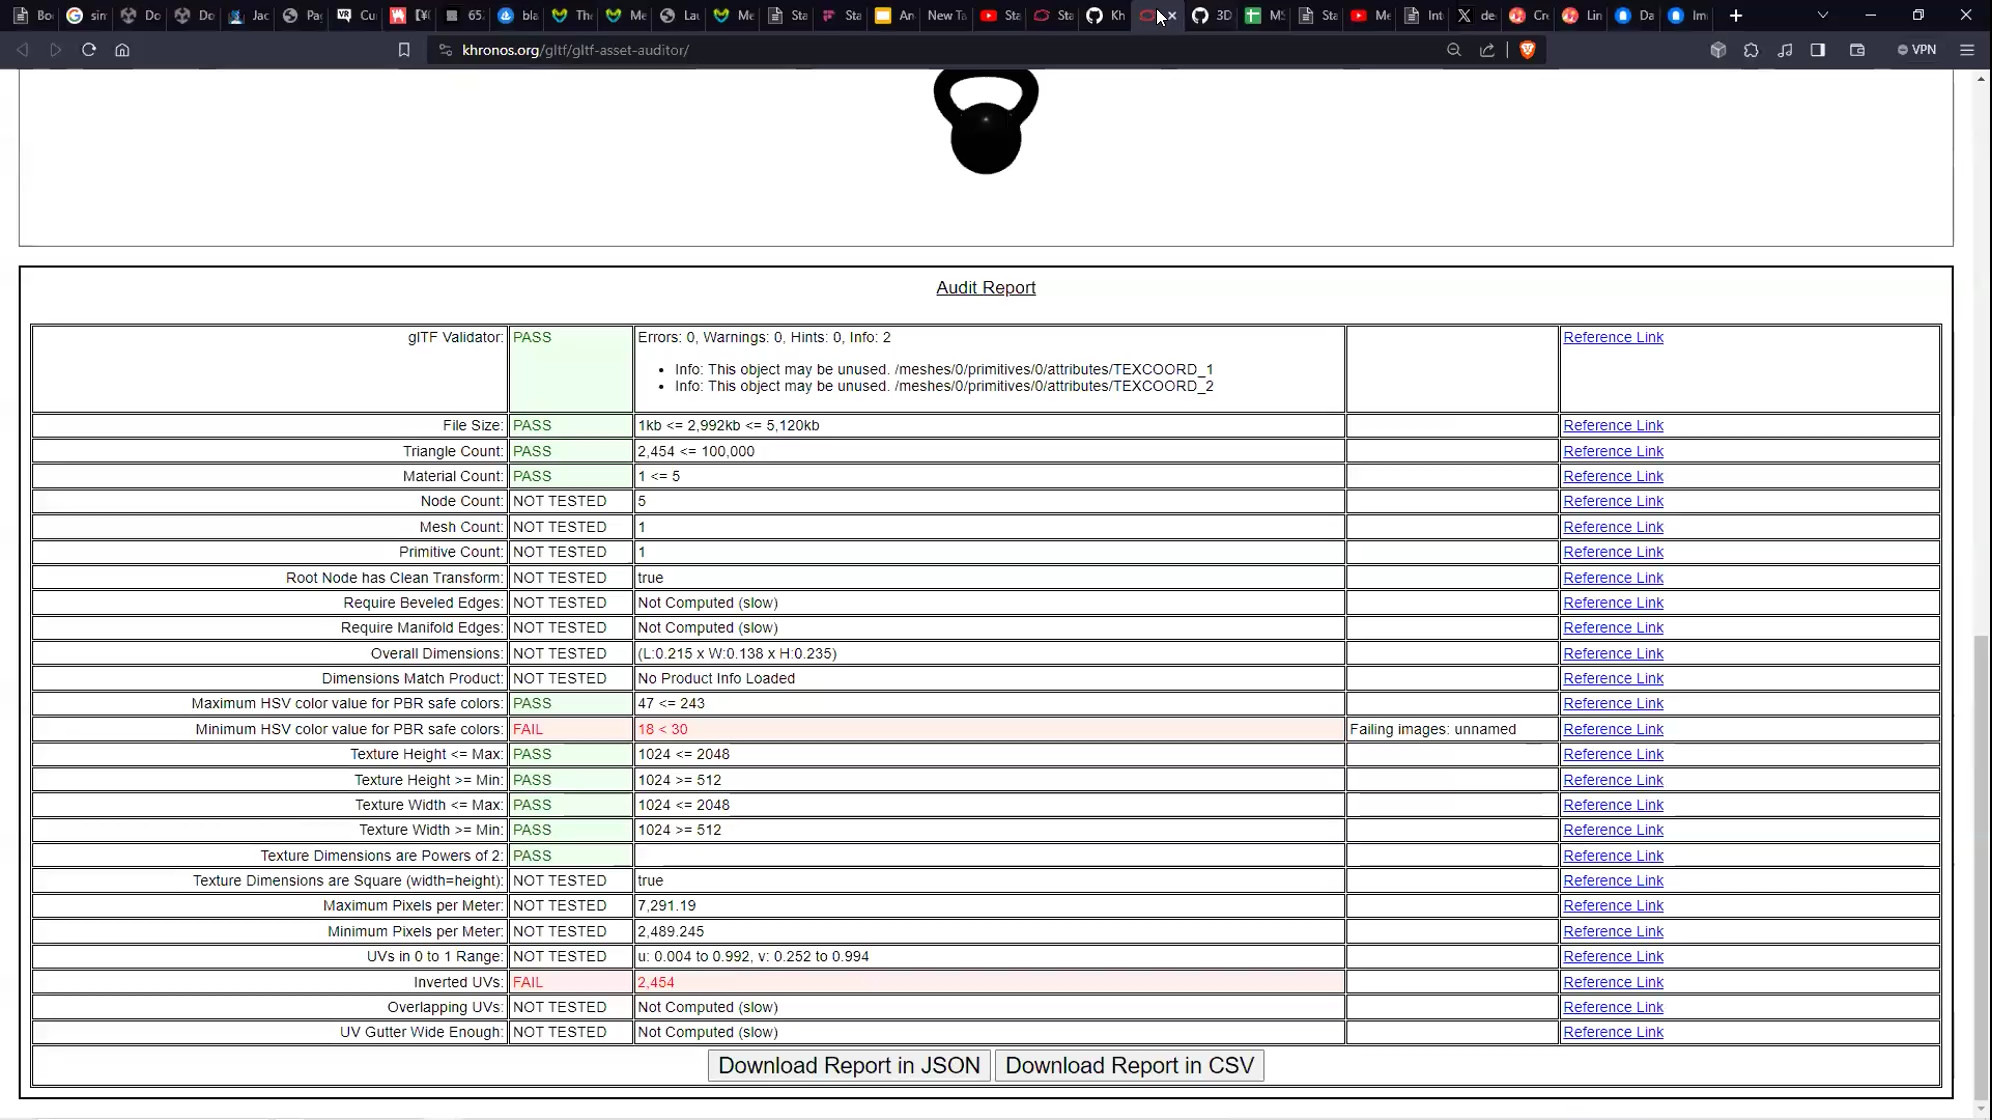 Bo
sin
Do
Do
Jac
Pa
Cu
[¥
65
bla
Th
Me
Lau
Me
Sta
Sta
An
New Ta
Sta
Sta
Kh
3D
MS
Sta
Me
Int
de
Cr
Lin
Da
Im
khronos.org/gltf/gltf-asset-auditor/
VPN
Audit Report
glTF Validator: PASS Errors: 0, Warnings: 0, Hints: 0, Info: 2 Reference Link
• Info: This object may be unused. /meshes/0/primitives/0/attributes/TEXCOORD_1
• Info: This object may be unused. /meshes/0/primitives/0/attributes/TEXCOORD_2
File Size: PASS 1kb <= 2,992kb <= 5,120kb Reference Link
Triangle Count: PASS 2,454 <= 100,000 Reference Link
Material Count: PASS 1 <= 5 Reference Link
Node Count: NOT TESTED 5 Reference Link
Mesh Count: NOT TESTED 1 Reference Link
Primitive Count: NOT TESTED 1 Reference Link
Root Node has Clean Transform: NOT TESTED true Reference Link
Require Beveled Edges: NOT TESTED Not Computed (slow) Reference Link
Require Manifold Edges: NOT TESTED Not Computed (slow) Reference Link
Overall Dimensions: NOT TESTED (L:0.215 x W:0.138 x H:0.235) Reference Link
Dimensions Match Product: NOT TESTED No Product Info Loaded Reference Link
Maximum HSV color value for PBR safe colors: PASS 47 <= 243 Reference Link
Minimum HSV color value for PBR safe colors: FAIL 18 < 30 Failing images: unnamed Reference Link
Texture Height <= Max: PASS 1024 <= 2048 Reference Link
Texture Height >= Min: PASS 1024 >= 512 Reference Link
Texture Width <= Max: PASS 1024 <= 2048 Reference Link
Texture Width >= Min: PASS 1024 >= 512 Reference Link
Texture Dimensions are Powers of 2: PASS Reference Link
Texture Dimensions are Square (width=height): NOT TESTED true Reference Link
Maximum Pixels per Meter: NOT TESTED 7,291.19 Reference Link
Minimum Pixels per Meter: NOT TESTED 2,489.245 Reference Link
UVs in 0 to 1 Range: NOT TESTED u: 0.004 to 0.992, v: 0.252 to 0.994 Reference Link
Inverted UVs: FAIL 2,454 Reference Link
Overlapping UVs: NOT TESTED Not Computed (slow) Reference Link
UV Gutter Wide Enough: NOT TESTED Not Computed (slow) Reference Link
Download Report in JSON Download Report in CSV